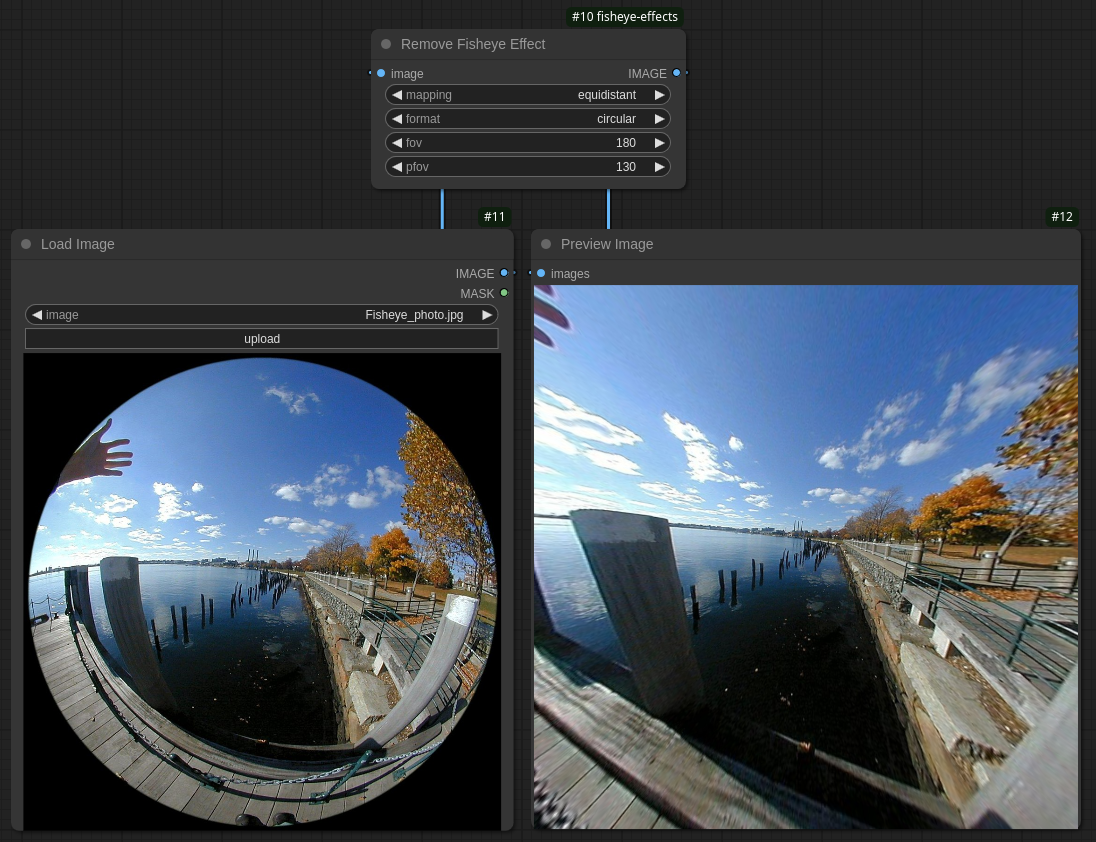 #10 fisheye-effects
Remove Fisheye Effect
image IMAGE
mapping equidistant
format circular
fov 180
pfov 130
#11
Load Image
IMAGE
MASK
image Fisheye_photo.jpg
upload
#12
Preview Image
images